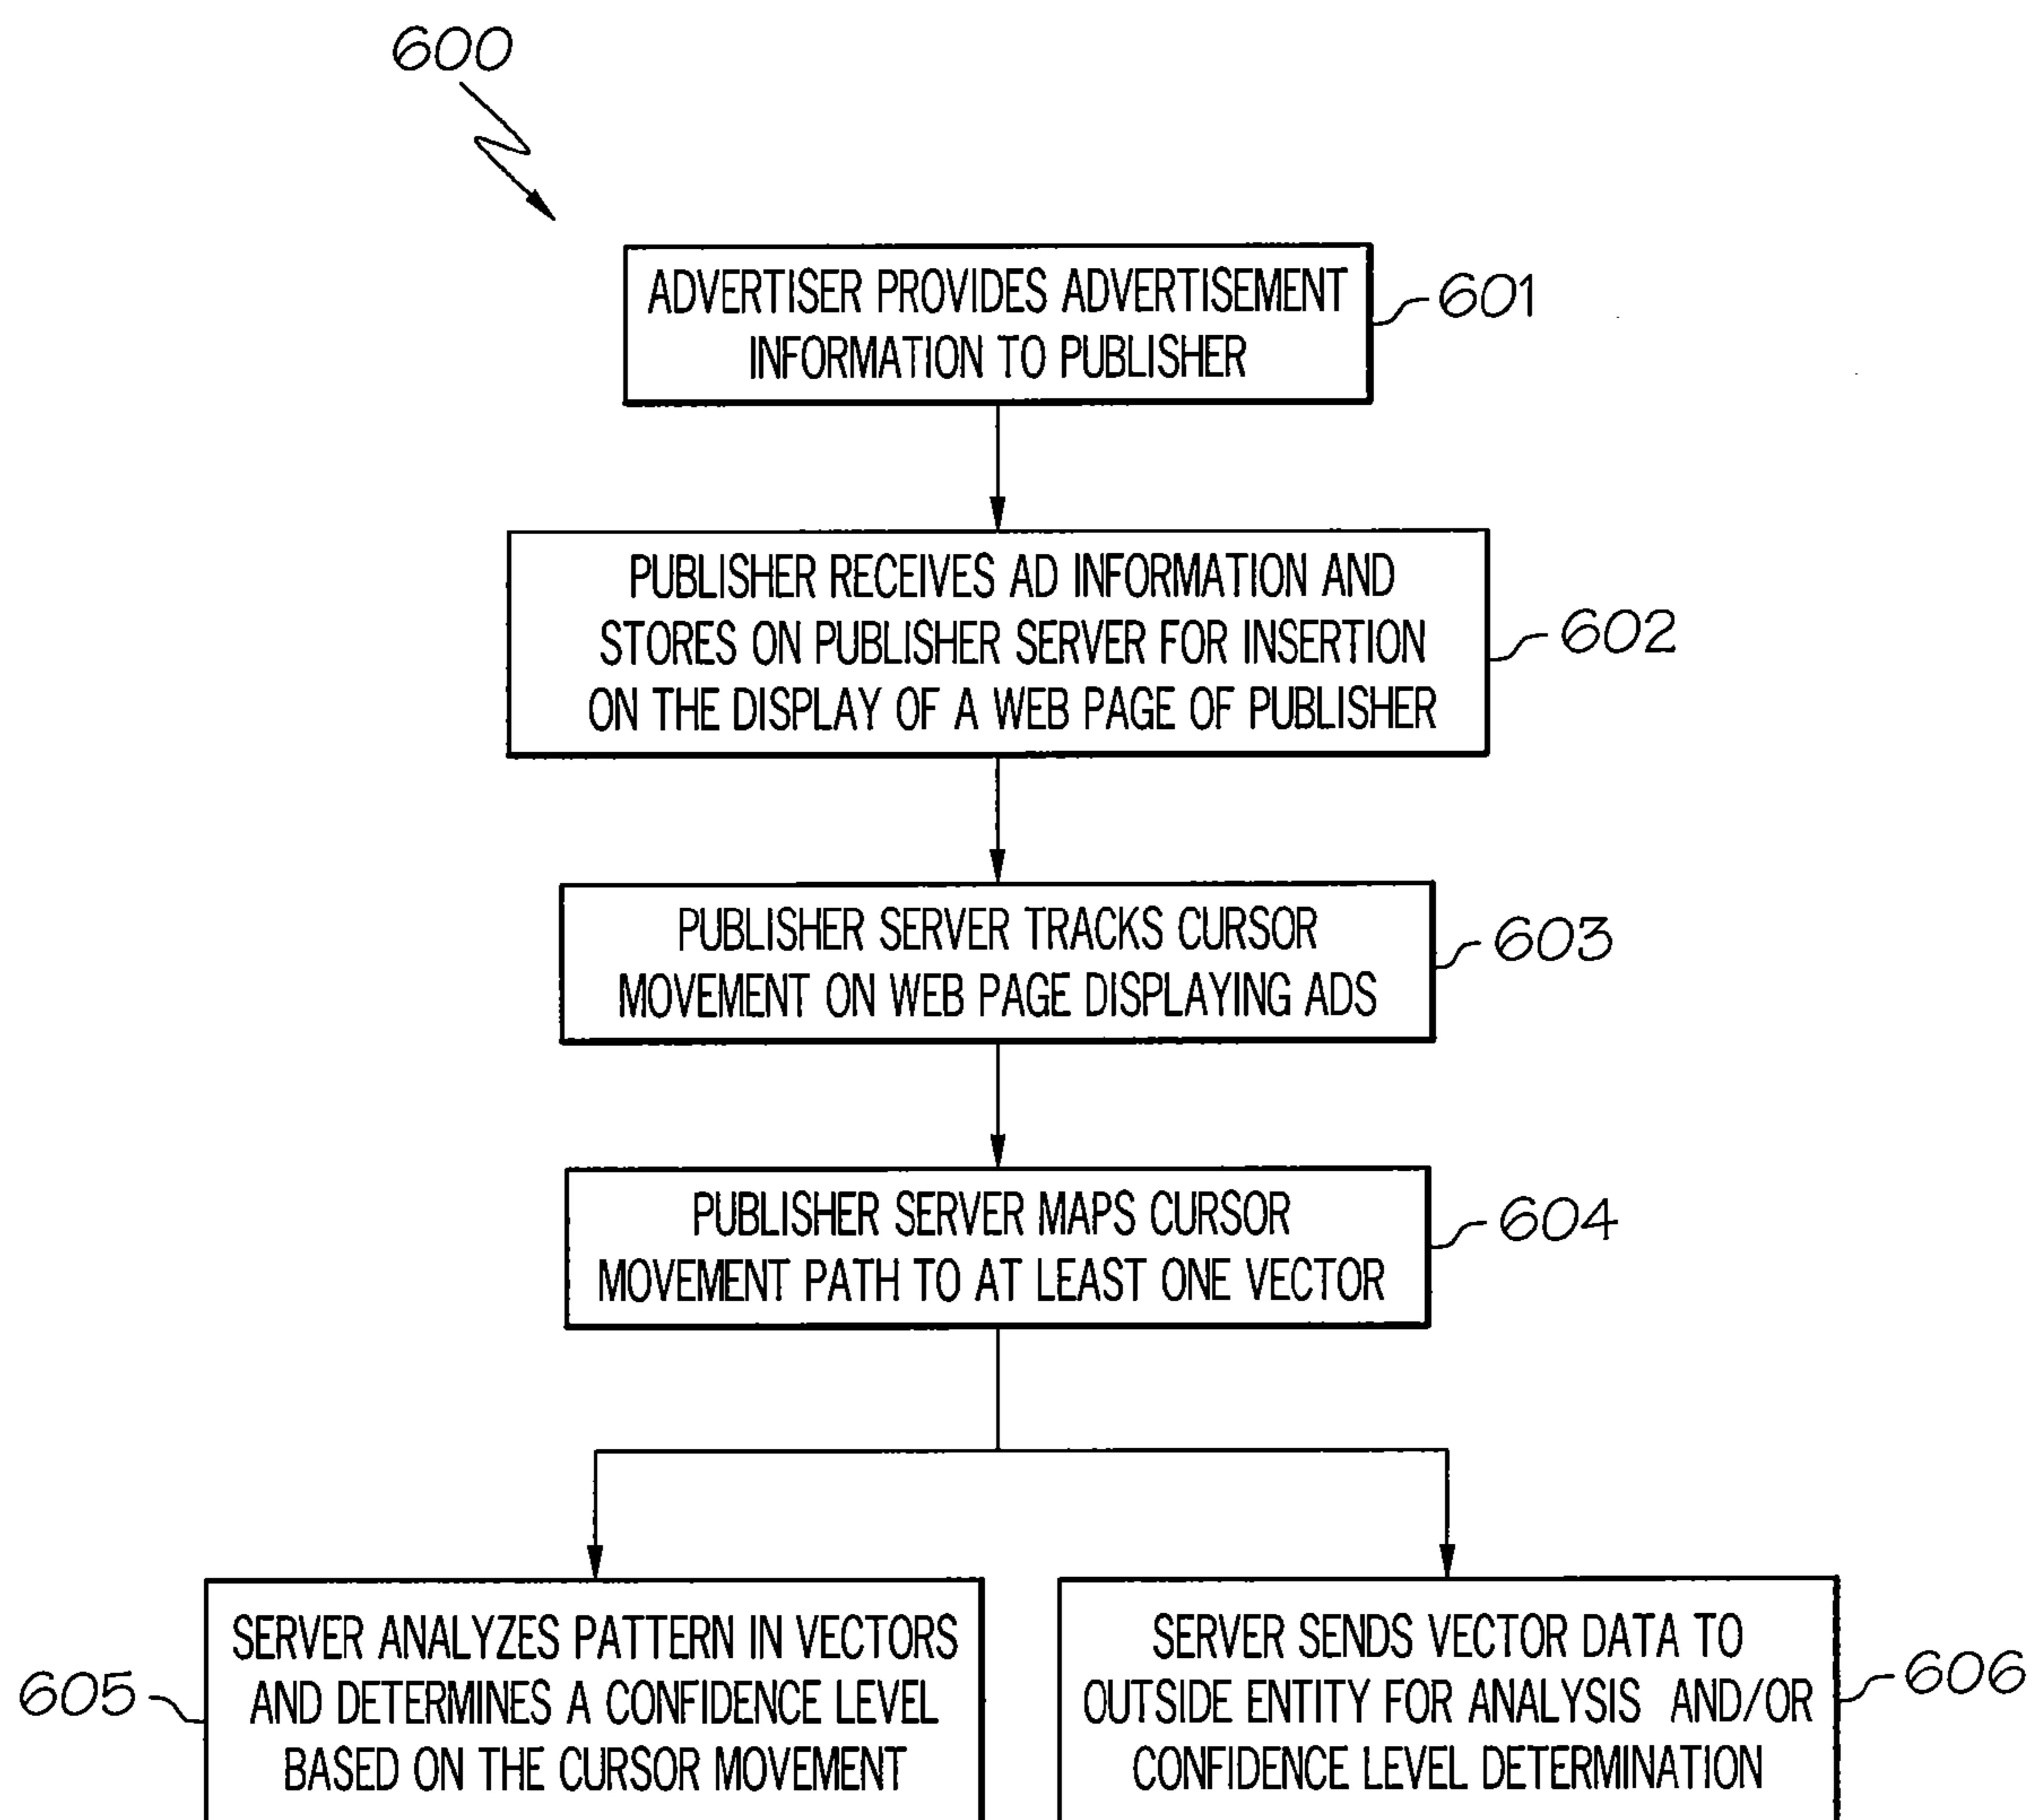 600
ADVERTISER PROVIDES ADVERTISEMENT
INFORMATION TO PUBLISHER
601
PUBLISHER RECEIVES AD INFORMATION AND
STORES ON PUBLISHER SERVER FOR INSERTION
ON THE DISPLAY OF A WEB PAGE OF PUBLISHER
602
PUBLISHER SERVER TRACKS CURSOR
MOVEMENT ON WEB PAGE DISPLAYING ADS
603
PUBLISHER SERVER MAPS CURSOR
MOVEMENT PATH TO AT LEAST ONE VECTOR
604
605
SERVER ANALYZES PATTERN IN VECTORS
AND DETERMINES A CONFIDENCE LEVEL
BASED ON THE CURSOR MOVEMENT
SERVER SENDS VECTOR DATA TO
OUTSIDE ENTITY FOR ANALYSIS AND/OR
CONFIDENCE LEVEL DETERMINATION
606